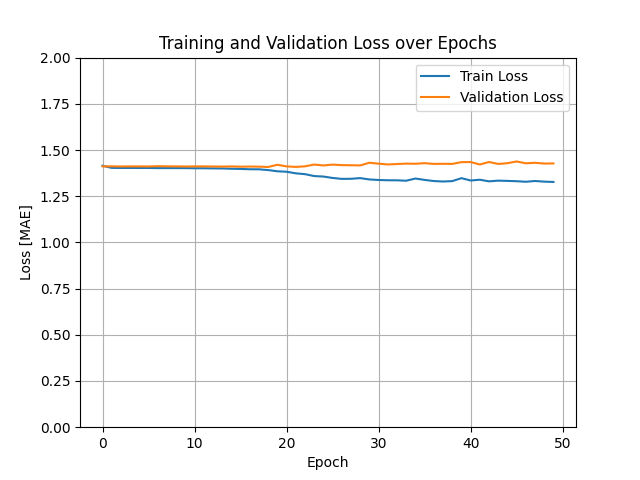 Training and Validation Loss over Epochs
Train Loss
Validation Loss
2.00
1.75
1.50
1.25
1.00
0.75
0.50
0.25
0.00
Loss [MAE]
0 10 20 30 40 50
Epoch